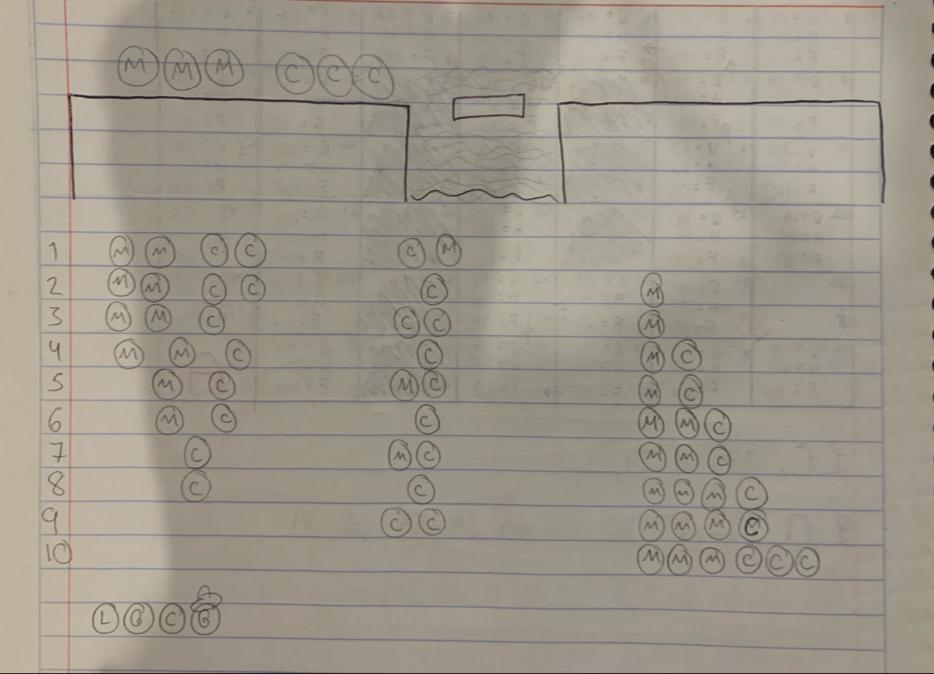 M M M C C C
1 M M C C C M
2 M M C C C M
3 M M C C C M
4 M M C C M C
5 M C M C M C
6 M C C M M C
7 C M C M M C
8 C C M M M C
9 C C M M M C
10 M M M C C C
L G C G